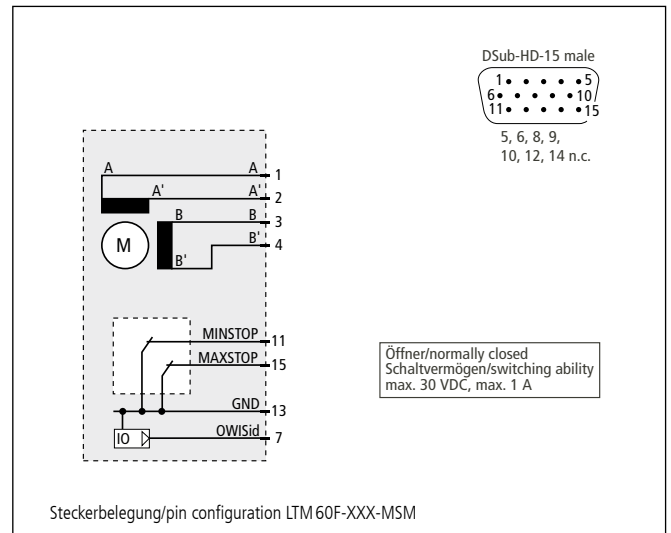 DSub-HD-15 male
1 5
6 10
11 15
5, 6, 8, 9,
10, 12, 14 n.c.
A A 1
A' A' 2
B B 3
B' B' 4
M
MINSTOP 11
MAXSTOP 15
GND 13
IO OWISid 7
Öffner/normally closed
Schaltvermögen/switching ability
max. 30 VDC, max. 1 A
Steckerbelegung/pin configuration LTM 60F-XXX-MSM